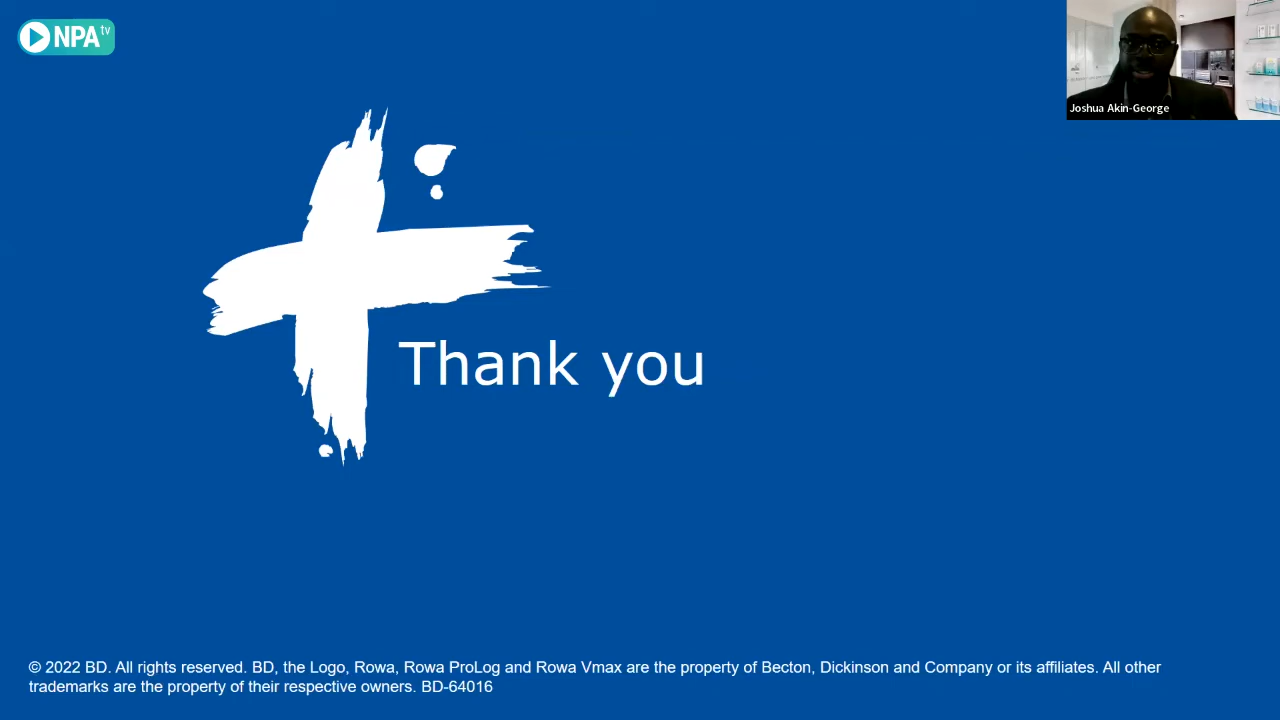 NPAtv
Joshua Akin-George
Thank you
© 2022 BD. All rights reserved. BD, the Logo, Rowa, Rowa ProLog and Rowa Vmax are the property of Becton, Dickinson and Company or its affiliates. All other
trademarks are the property of their respective owners. BD-64016